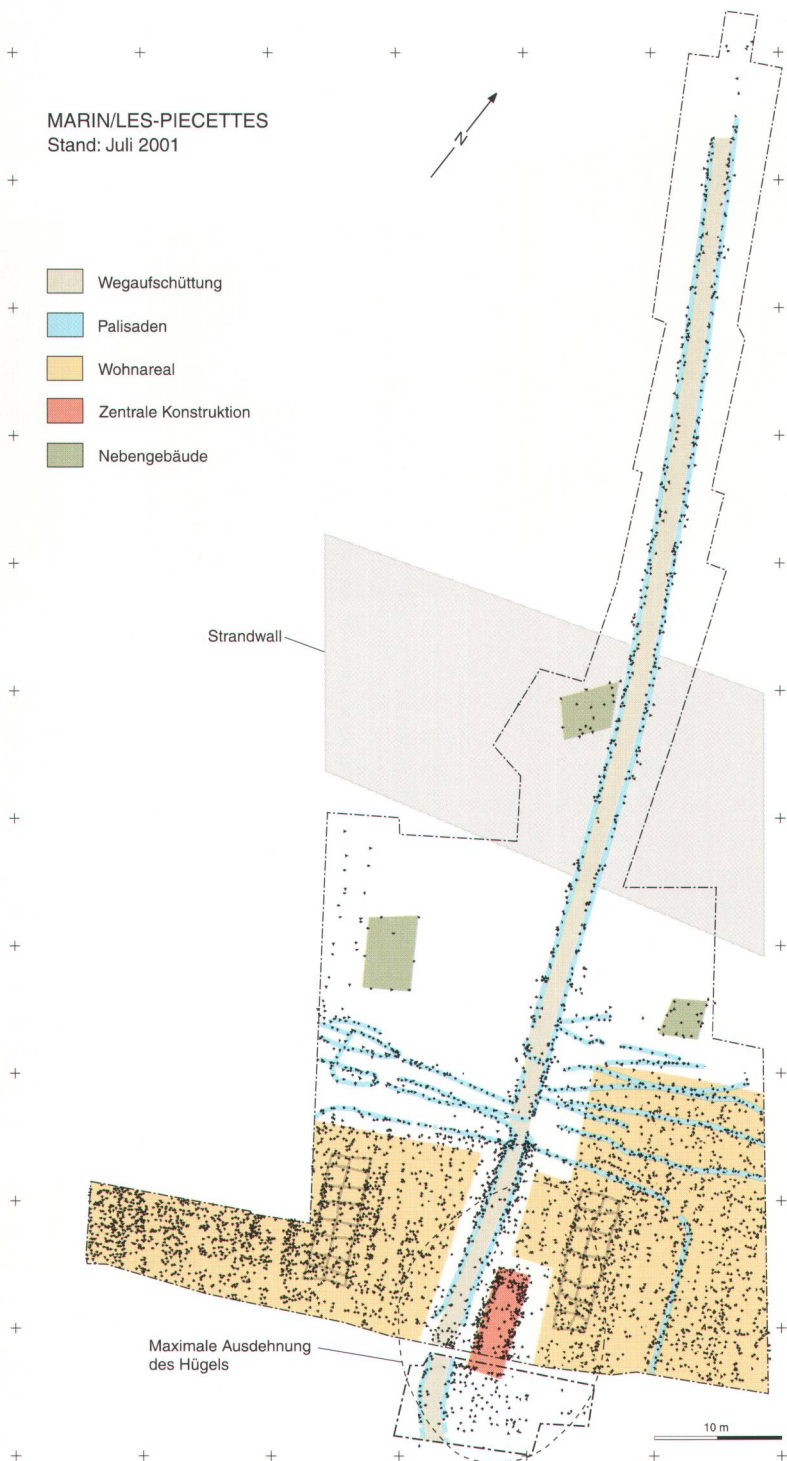 MARIN/LES-PIECETTES
Stand: Juli 2001
N
Wegaufschüttung
Palisaden
Wohnareal
Zentrale Konstruktion
Nebengebäude
Strandwall
Maximale Ausdehnung
des Hügels
10 m